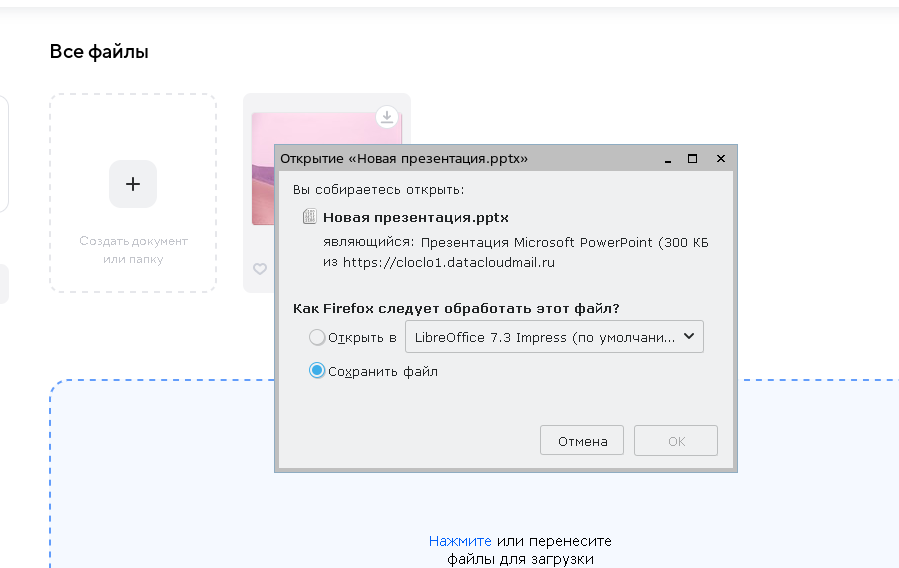 Все файлы
Создать документ
или папку
Открытие «Новая презентация.pptx»
Вы собираетесь открыть:
Новая презентация.pptx
являющийся: Презентация Microsoft PowerPoint (300 КБ
из https://cloclo1.datacloudmail.ru
Как Firefox следует обработать этот файл?
Открыть в LibreOffice 7.3 Impress (по умолчани...
Сохранить файл
Отмена OK
Нажмите или перенесите
файлы для загрузки